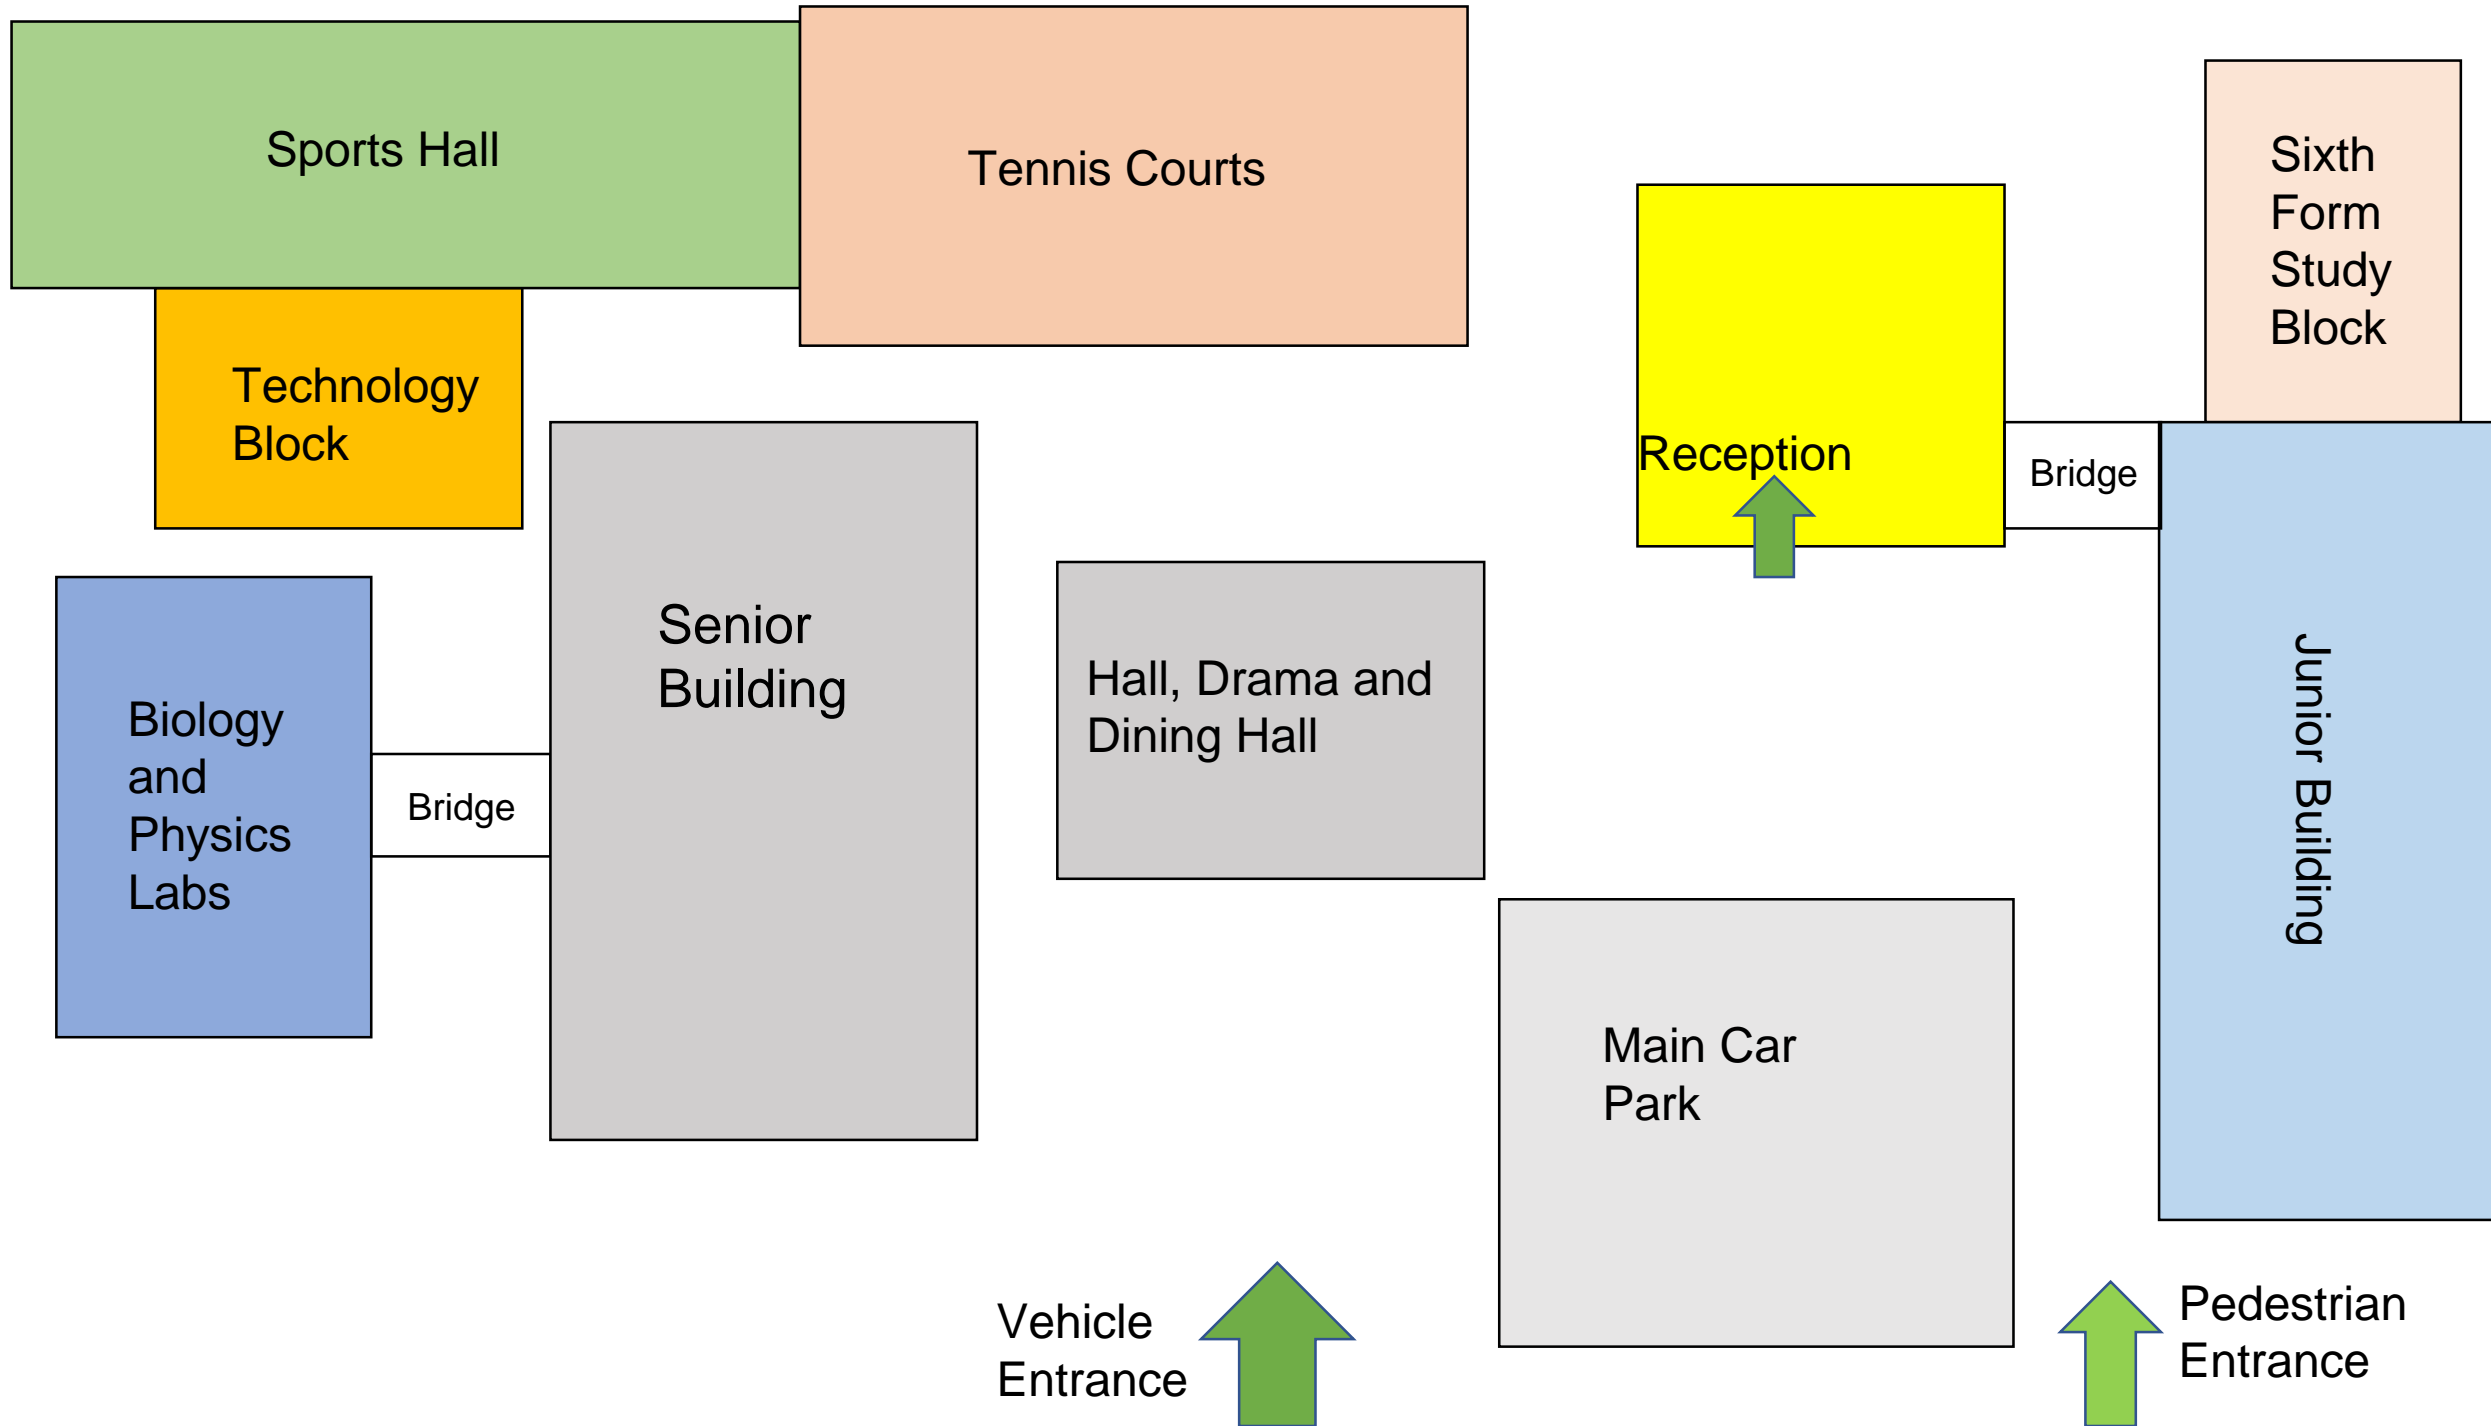 Sports Hall
Tennis Courts
Sixth
Form
Study
Block
Technology
Block
Reception
Bridge
Senior
Building
Hall, Drama and
Dining Hall
Junior Building
Biology
and
Physics
Labs
Bridge
Main Car
Park
Vehicle
Entrance
Pedestrian
Entrance